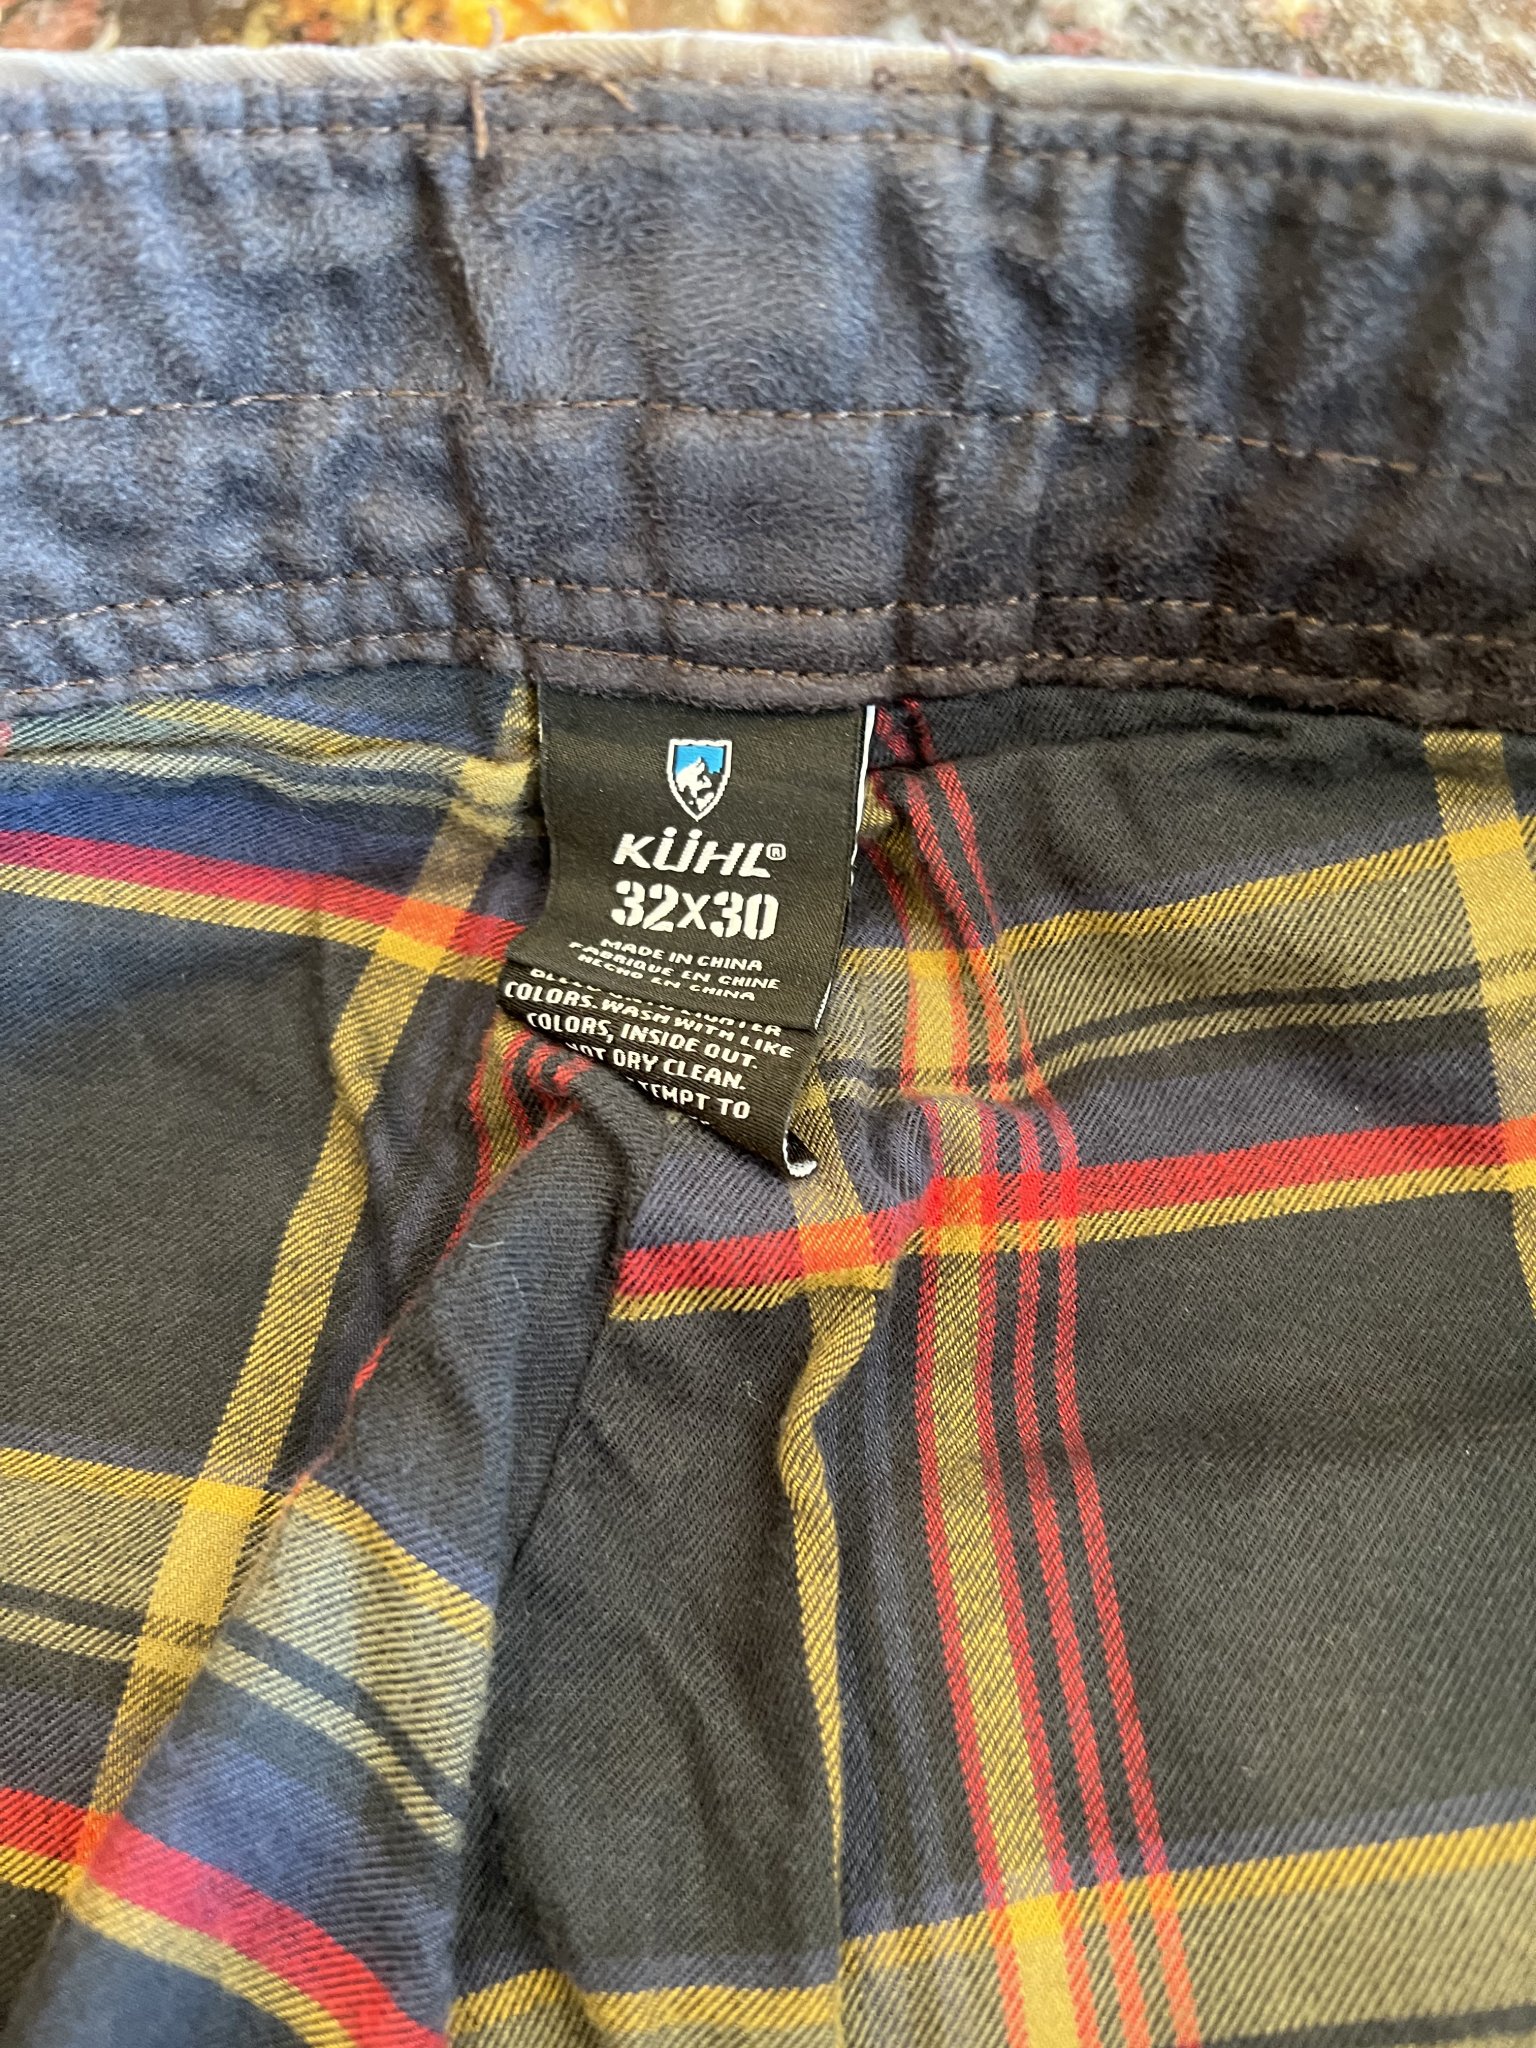 KÜHL®
32X30
MADE IN CHINA
FABRIQUE EN CHINE
HECHO EN CHINA
COLORS. WASH WITH LIKE
COLORS, INSIDE OUT.
DRY CLEAN.
TO